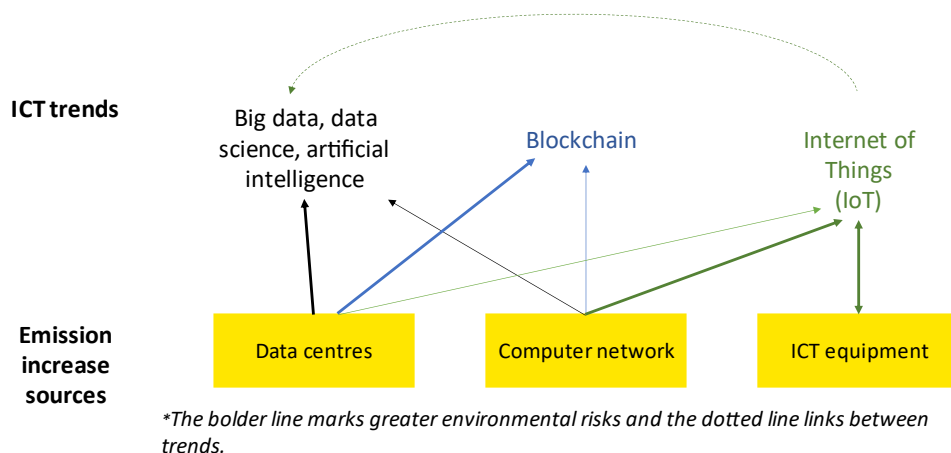 ICT trends
Big data, data
science, artificial
intelligence
Blockchain
Internet of
Things
(IoT)
Emission
increase
sources
Data centres
Computer network
ICT equipment
*The bolder line marks greater environmental risks and the dotted line links between
trends.